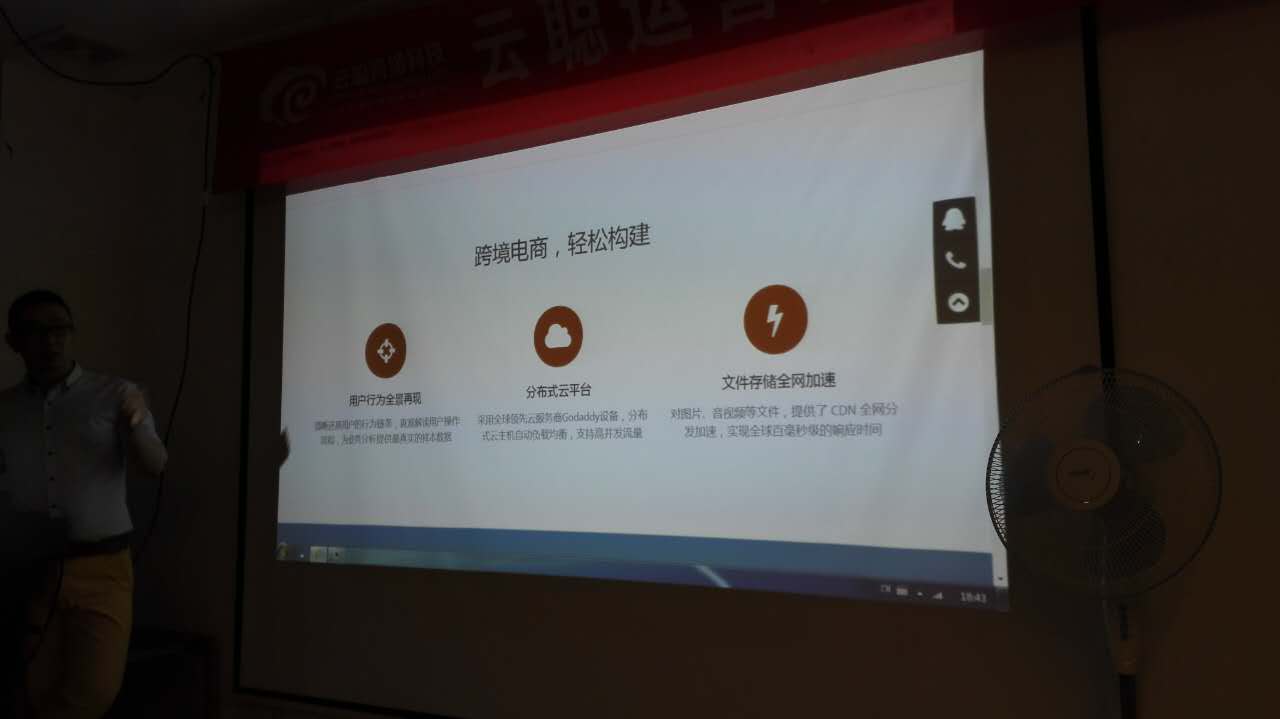 云聪运营
跨境电商，轻松构建
用户行为全景再现
分布式云平台
文件存储全网加速
采用全球领先云服务商Godaddy设备，分布
式云主机自动负载均衡，支持高并发流量
对图片、音视频等文件，提供了 CDN 全网分
发加速，实现全球百毫秒级的响应时间
18:43